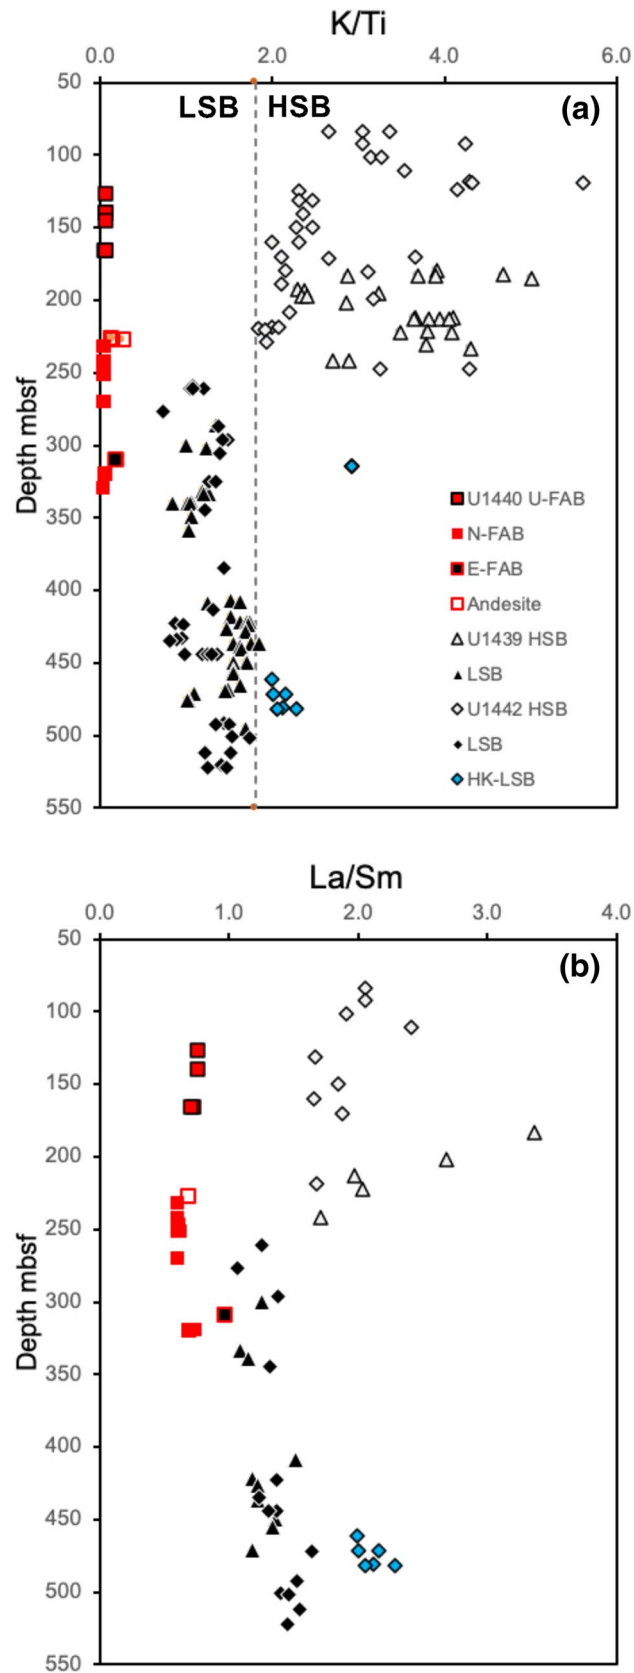 K/Ti
0.0 2.0 4.0 6.0
50
LSB HSB (a)
100
150
200
250
300
350
400
450
500
550
Depth mbsf
U1440 U-FAB
N-FAB
E-FAB
Andesite
U1439 HSB
LSB
U1442 HSB
LSB
HK-LSB
La/Sm
0.0 1.0 2.0 3.0 4.0
50
(b)
100
150
200
250
300
350
400
450
500
550
Depth mbsf